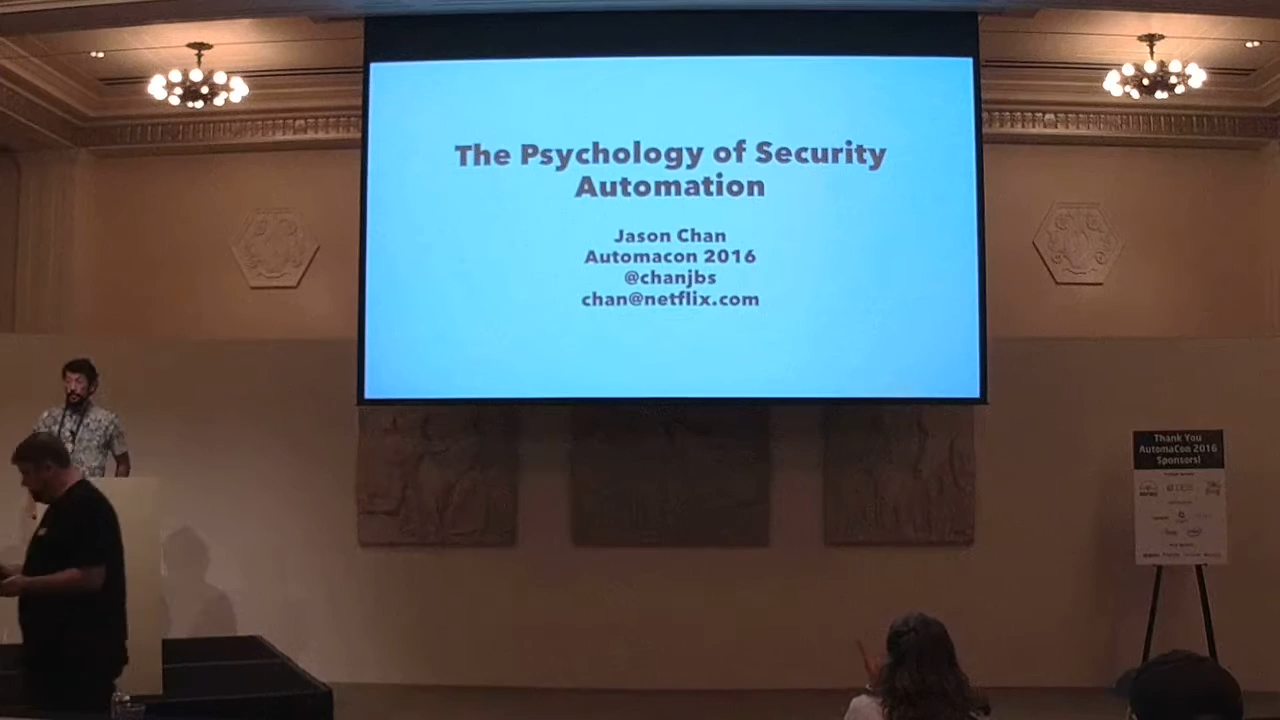 The Psychology of Security
Automation
Jason Chan
Automacon 2016
@chanjbs
chan@netflix.com
Thank You
AutomaCon 2016
Sponsors!